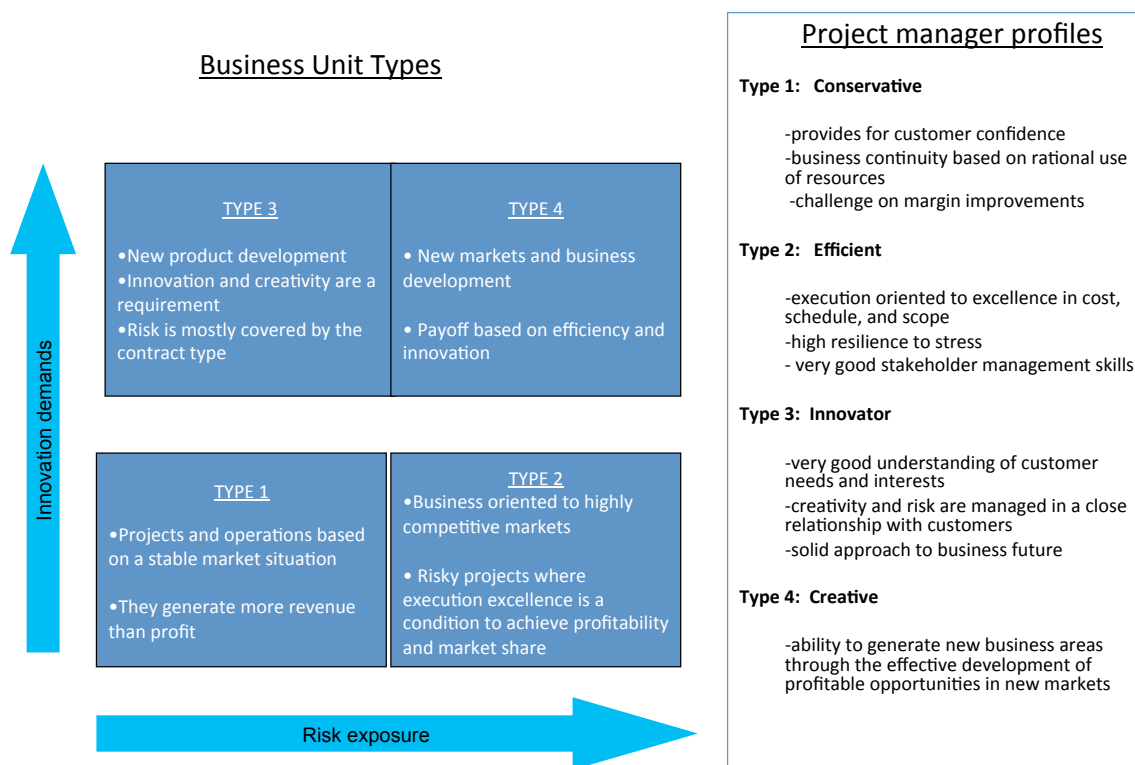 Business Unit Types
Innovation demands
TYPE 3
•New product development
•Innovation and creativity are a
requirement
•Risk is mostly covered by the
contract type
TYPE 4
• New markets and business
development
• Payoff based on efficiency and
innovation
TYPE 1
•Projects and operations based
on a stable market situation
•They generate more revenue
than profit
TYPE 2
•Business oriented to highly
competitive markets
• Risky projects where
execution excellence is a
condition to achieve profitability
and market share
Risk exposure
Project manager profiles
Type 1: Conservative
-provides for customer confidence
-business continuity based on rational use
of resources
-challenge on margin improvements
Type 2: Efficient
-execution oriented to excellence in cost,
schedule, and scope
-high resilience to stress
- very good stakeholder management skills
Type 3: Innovator
-very good understanding of customer
needs and interests
-creativity and risk are managed in a close
relationship with customers
-solid approach to business future
Type 4: Creative
-ability to generate new business areas
through the effective development of
profitable opportunities in new markets